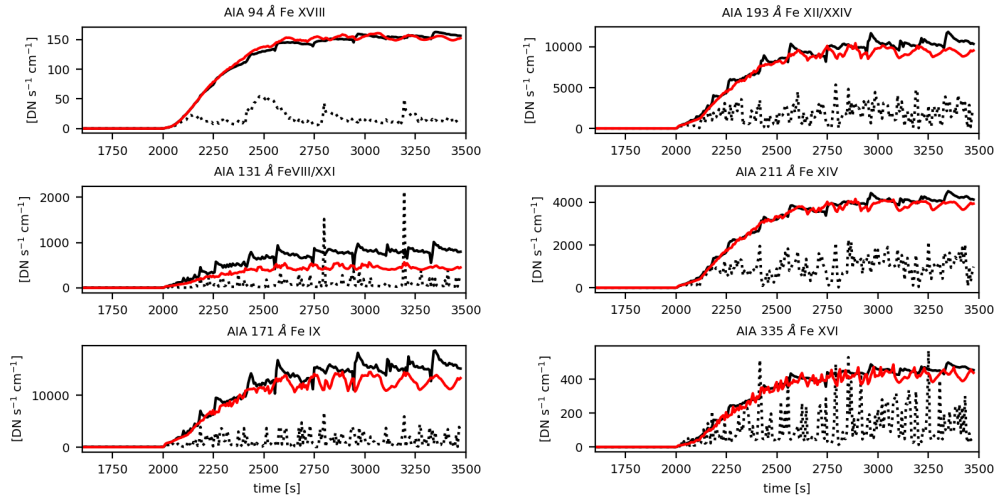 AIA 94 Å Fe XVIII
[DN s⁻¹ cm⁻¹]
150
100
50
0
1750 2000 2250 2500 2750 3000 3250 3500
AIA 131 Å FeVIII/XXI
[DN s⁻¹ cm⁻¹]
2000
1000
0
1750 2000 2250 2500 2750 3000 3250 3500
AIA 171 Å Fe IX
[DN s⁻¹ cm⁻¹]
10000
0
1750 2000 2250 2500 2750 3000 3250 3500
time [s]
AIA 193 Å Fe XII/XXIV
[DN s⁻¹ cm⁻¹]
10000
5000
0
1750 2000 2250 2500 2750 3000 3250 3500
AIA 211 Å Fe XIV
[DN s⁻¹ cm⁻¹]
4000
2000
0
1750 2000 2250 2500 2750 3000 3250 3500
AIA 335 Å Fe XVI
[DN s⁻¹ cm⁻¹]
400
200
0
1750 2000 2250 2500 2750 3000 3250 3500
time [s]